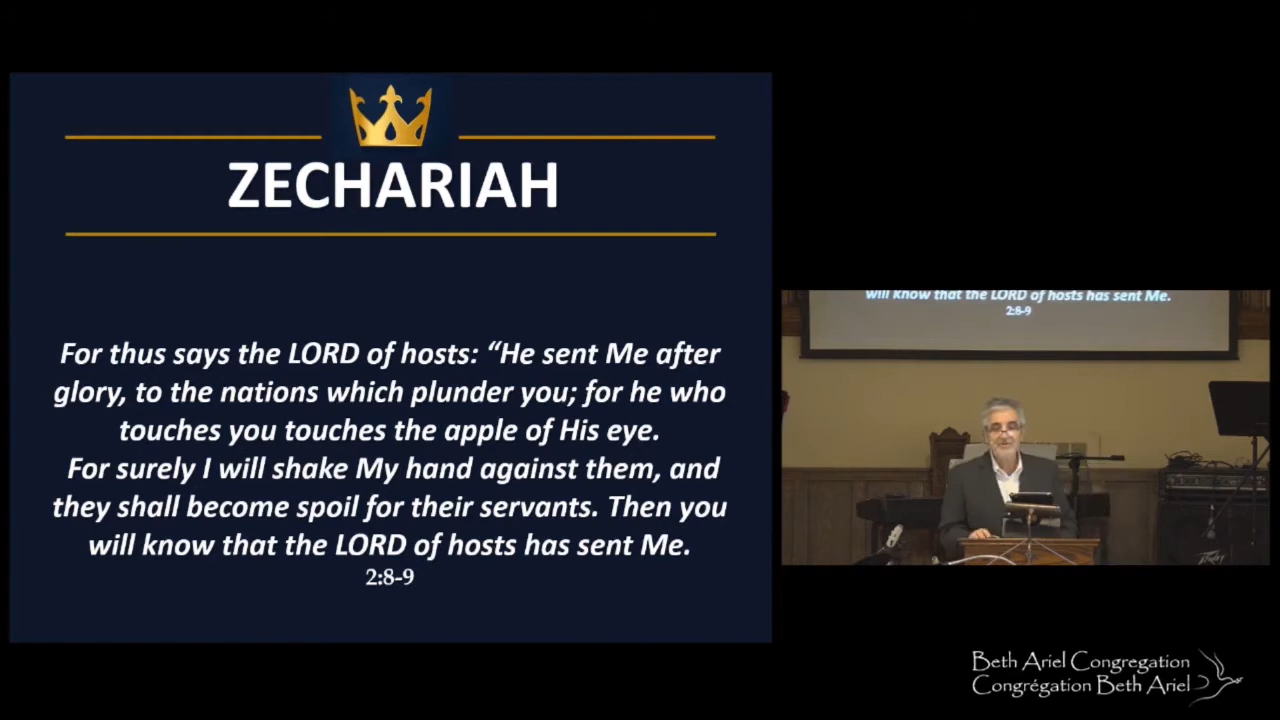 ZECHARIAH
For thus says the LORD of hosts: “He sent Me after
glory, to the nations which plunder you; for he who
touches you touches the apple of His eye.
For surely I will shake My hand against them, and
they shall become spoil for their servants. Then you
will know that the LORD of hosts has sent Me.
2:8-9
will know that the LORD of hosts has sent Me.
2:8-9
Peavey
Beth Ariel Congregation
Congrégation Beth Ariel